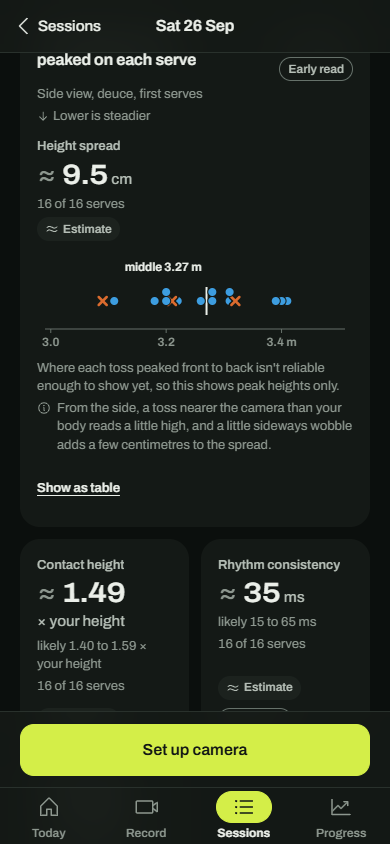 Sessions
Sat 26 Sep
peaked on each serve
Early read
Side view, deuce, first serves
↓ Lower is steadier
Height spread
≈ 9.5 cm
16 of 16 serves
≈ Estimate
middle 3.27 m
3.0
3.2
3.4 m
Where each toss peaked front to back isn't reliable
enough to show yet, so this shows peak heights only.
From the side, a toss nearer the camera than your
body reads a little high, and a little sideways wobble
adds a few centimetres to the spread.
Show as table
Contact height
≈ 1.49
× your height
likely 1.40 to 1.59 ×
your height
16 of 16 serves
Rhythm consistency
≈ 35 ms
likely 15 to 65 ms
16 of 16 serves
≈ Estimate
Set up camera
Today
Record
Sessions
Progress